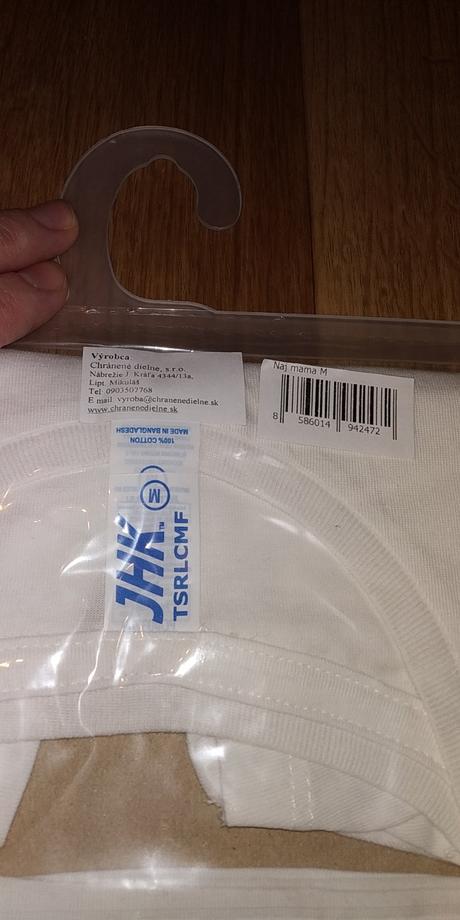 Výrobca
Chránené dielne, s.r.o.
Nábrežie J. Kráľa 4344/13a,
Lipt. Mikuláš
Tel 0903507768
E mail vyroba@chranenedielne.sk
www.chranenedielne.sk
Naj mama M
8 586014 942472
MADE IN BANGLADESH
100% COTTON
M
JHK™
TSRLCMF